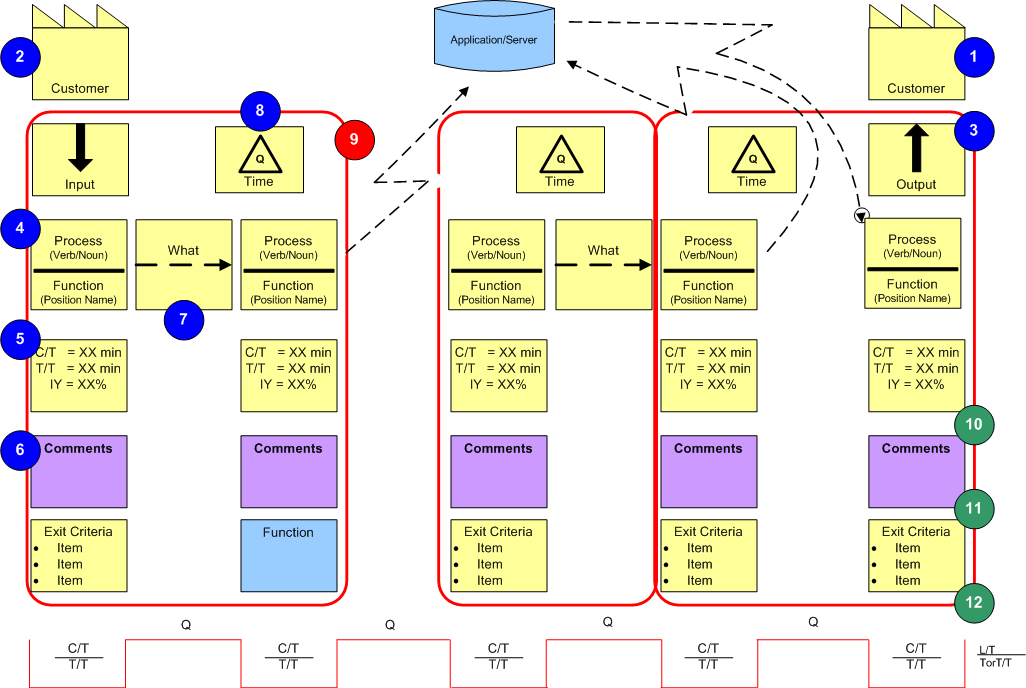 Application/Server
2
1
Customer
Customer
8
9
3
Q
Q
Q
Input
Time
Time
Time
Output
4
Process
(Verb/Noun)
Function
(Position Name)
What
7
Process
(Verb/Noun)
Function
(Position Name)
Process
(Verb/Noun)
Function
(Position Name)
What
Process
(Verb/Noun)
Function
(Position Name)
Process
(Verb/Noun)
Function
(Position Name)
5
C/T = XX min
T/T = XX min
IY = XX%
C/T = XX min
T/T = XX min
IY = XX%
C/T = XX min
T/T = XX min
IY = XX%
C/T = XX min
T/T = XX min
IY = XX%
C/T = XX min
T/T = XX min
IY = XX%
10
6
Comments
Comments
Comments
Comments
Comments
11
Exit Criteria
• Item
• Item
• Item
Function
Exit Criteria
• Item
• Item
• Item
Exit Criteria
• Item
• Item
• Item
Exit Criteria
• Item
• Item
• Item
12
Q
Q
Q
Q
C/T
T/T
C/T
T/T
C/T
T/T
C/T
T/T
C/T
T/T
L/T
TorT/T